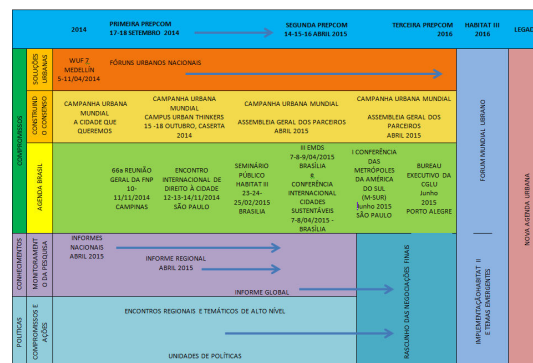 2014
PRIMEIRA PREPCOM
17-18 SETEMBRO 2014
SEGUNDA PREPCOM
14-15-16 ABRIL 2015
TERCEIRA PREPCOM
2016
HABITAT III
2016
LEGAD
COMPROMISSOS
SOLUÇÕES
URBANAS
WUF 7
MEDELLÍN
5-11/04/2014
FÓRUNS URBANOS NACIONAIS
CONSTRUIND
O CONSENSO
CAMPANHA URBANA
MUNDIAL
A CIDADE QUE
QUEREMOS
CAMPANHA URBANA
MUNDIAL
CAMPUS URBAN THINKERS
15 -18 OUTUBRO, CASERTA
2014
CAMPANHA URBANA MUNDIAL
ASSEMBLEIA GERAL DOS PARCEIROS
ABRIL 2015
CAMPANHA URBANA MUNDIAL
ASSEMBLEIA GERAL DOS
PARCEIROS
ABRIL 2015
AGENDA BRASIL
66a REUNIÃO
GERAL DA FNP
10-
11/11/2014
CAMPINAS
ENCONTRO
INTERNACIONAL DE
DIREITO À CIDADE
12-13-14/11/2014
SÃO PAULO
SEMINÁRIO
PÚBLICO
HABITAT III
23-24-
25/02/2015
BRASILIA
III EMDS
7-8-9/04/2015
BRASÍLIA
E
CONFERÊNCIA
INTERNACIONAL
CIDADES
SUSTENTÁVEIS
7-8/04/2015 -
BRASÍLIA
I CONFERÊNCIA
DAS
METRÓPOLES
DA AMÉRICA
DO SUL
(M-SUR)
Junho 2015
SÃO PAULO
BUREAU
EXECUTIVO DA
CGLU
Junho
2015
PORTO ALEGRE
CONHECIMENTOS
MONITORAMENT
O DA PESQUISA
INFORMES
NACIONAIS
ABRIL 2015
INFORME REGIONAL
ABRIL 2015
INFORME GLOBAL
POLÍTICAS
COMPROMISSOS E
AÇÕES
ENCONTROS REGIONAIS E TEMÁTICOS DE ALTO NÍVEL
UNIDADES DE POLÍTICAS
RASCUNHO DAS NEGOCIAÇÕES FINAIS
FORUM MUNDIAL URBANO
IMPLEMENTAÇÃO HABITAT II
E TEMAS EMERGENTES
NOVA AGENDA URBANA